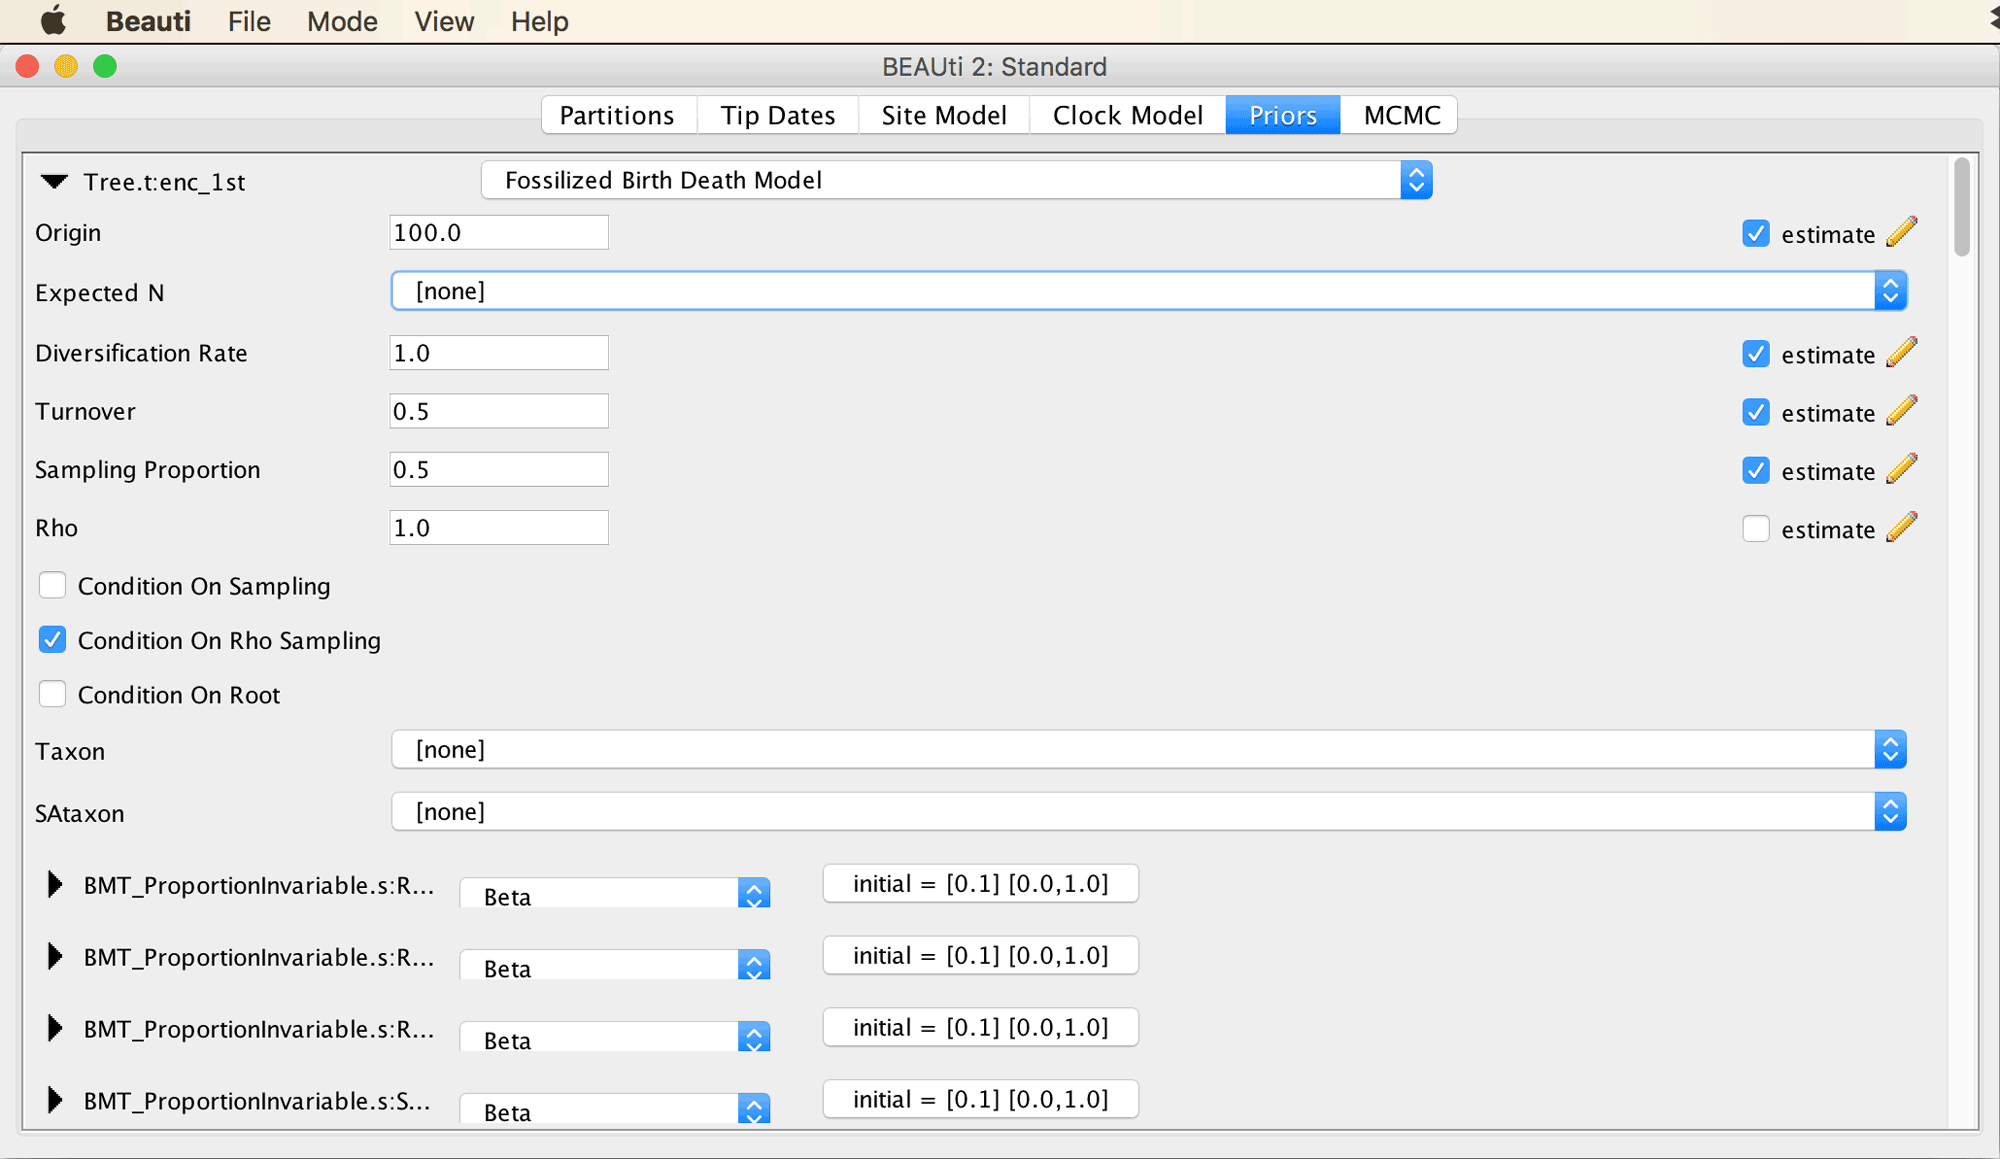 Beauti File Mode View Help
BEAUti 2: Standard
Partitions Tip Dates Site Model Clock Model Priors MCMC
Tree.t:enc_1st Fossilized Birth Death Model
Origin 100.0 estimate
Expected N [none]
Diversification Rate 1.0 estimate
Turnover 0.5 estimate
Sampling Proportion 0.5 estimate
Rho 1.0 estimate
Condition On Sampling
Condition On Rho Sampling
Condition On Root
Taxon [none]
SAtaxon [none]
BMT_ProportionInvariable.s:R... Beta initial = [0.1] [0.0,1.0]
BMT_ProportionInvariable.s:R... Beta initial = [0.1] [0.0,1.0]
BMT_ProportionInvariable.s:R... Beta initial = [0.1] [0.0,1.0]
BMT_ProportionInvariable.s:S... Beta initial = [0.1] [0.0,1.0]